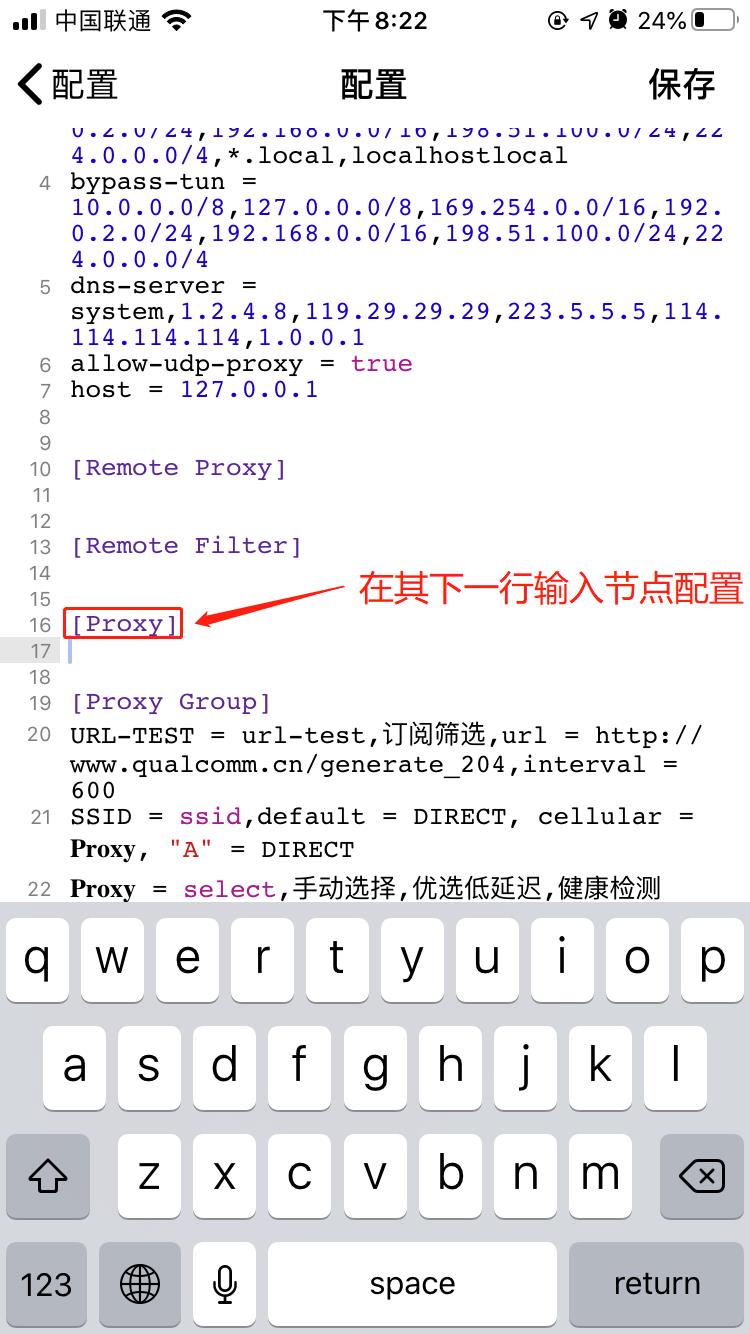 中国联通 下午8:22 24%
配置 配置 保存
0.2.0/24,192.168.0.0/16,198.51.100.0/24,22
4.0.0.0/4,*.local,localhostlocal
4 bypass-tun =
10.0.0.0/8,127.0.0.0/8,169.254.0.0/16,192.
0.2.0/24,192.168.0.0/16,198.51.100.0/24,22
4.0.0.0/4
5 dns-server =
system,1.2.4.8,119.29.29.29,223.5.5.5,114.
114.114.114,1.0.0.1
6 allow-udp-proxy = true
7 host = 127.0.0.1
8
9
10 [Remote Proxy]
11
12
13 [Remote Filter]
14
在其下一行输入节点配置
15
16 [Proxy]
17
18
19 [Proxy Group]
20 URL-TEST = url-test,订阅筛选,url = http://
www.qualcomm.cn/generate_204,interval =
600
21 SSID = ssid,default = DIRECT, cellular =
Proxy, "A" = DIRECT
22 Proxy = select,手动选择,优选低延迟,健康检测
q w e r t y u i o p
a s d f g h j k l
z x c v b n m
123 space return